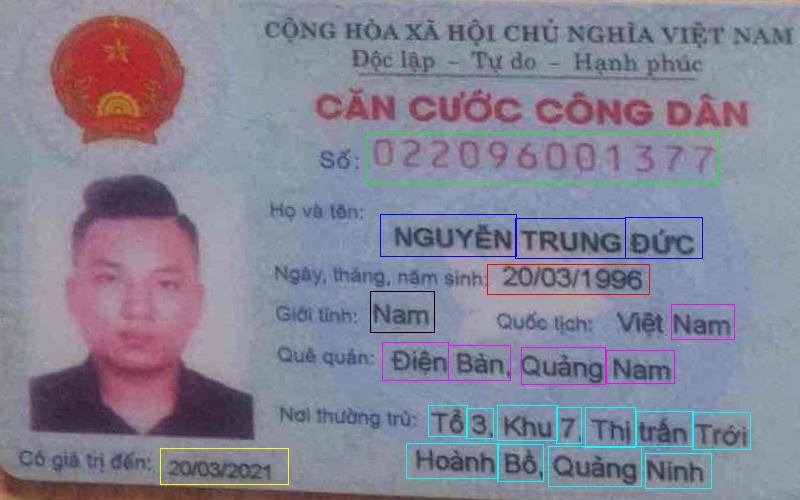 CỘNG HÒA XÃ HỘI CHỦ NGHĨA VIỆT NAM
Độc lập - Tự do - Hạnh phúc
CĂN CƯỚC CÔNG DÂN
Số: 022096001377
Họ và tên:
NGUYỄN TRUNG ĐỨC
Ngày, tháng, năm sinh: 20/03/1996
Giới tính: Nam Quốc tịch: Việt Nam
Quê quán: Điện Bàn, Quảng Nam
Nơi thường trú: Tổ 3, Khu 7, Thị trấn Trới
Hoành Bồ, Quảng Ninh
Có giá trị đến: 20/03/2021